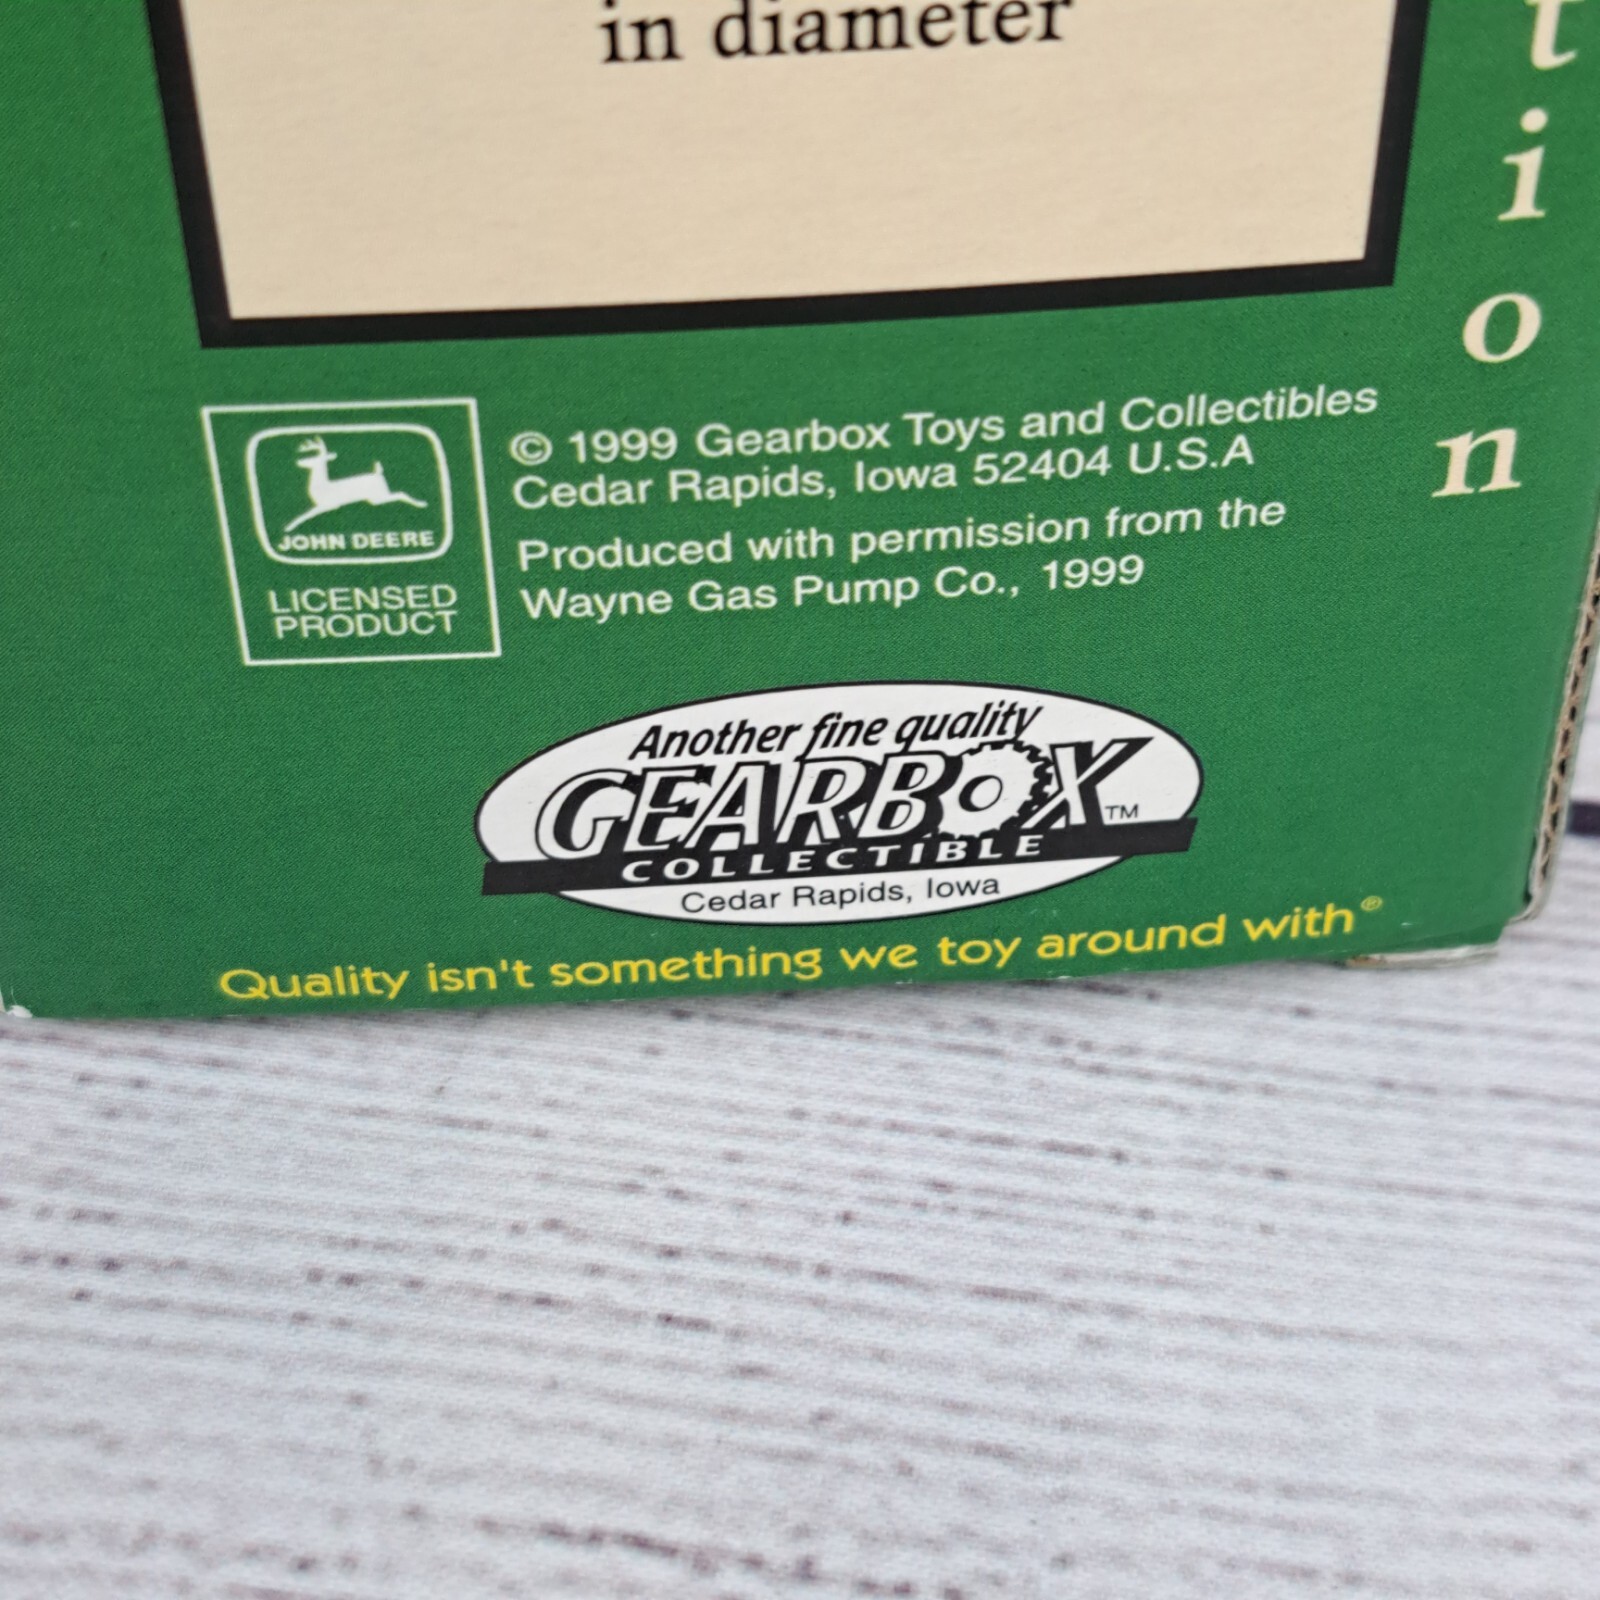 in diameter
t
i
o
n
JOHN DEERE
LICENSED
PRODUCT
© 1999 Gearbox Toys and Collectibles
Cedar Rapids, Iowa 52404 U.S.A
Produced with permission from the
Wayne Gas Pump Co., 1999
Another fine quality
GEARBOX™
COLLECTIBLE
Cedar Rapids, Iowa
Quality isn't something we toy around with®